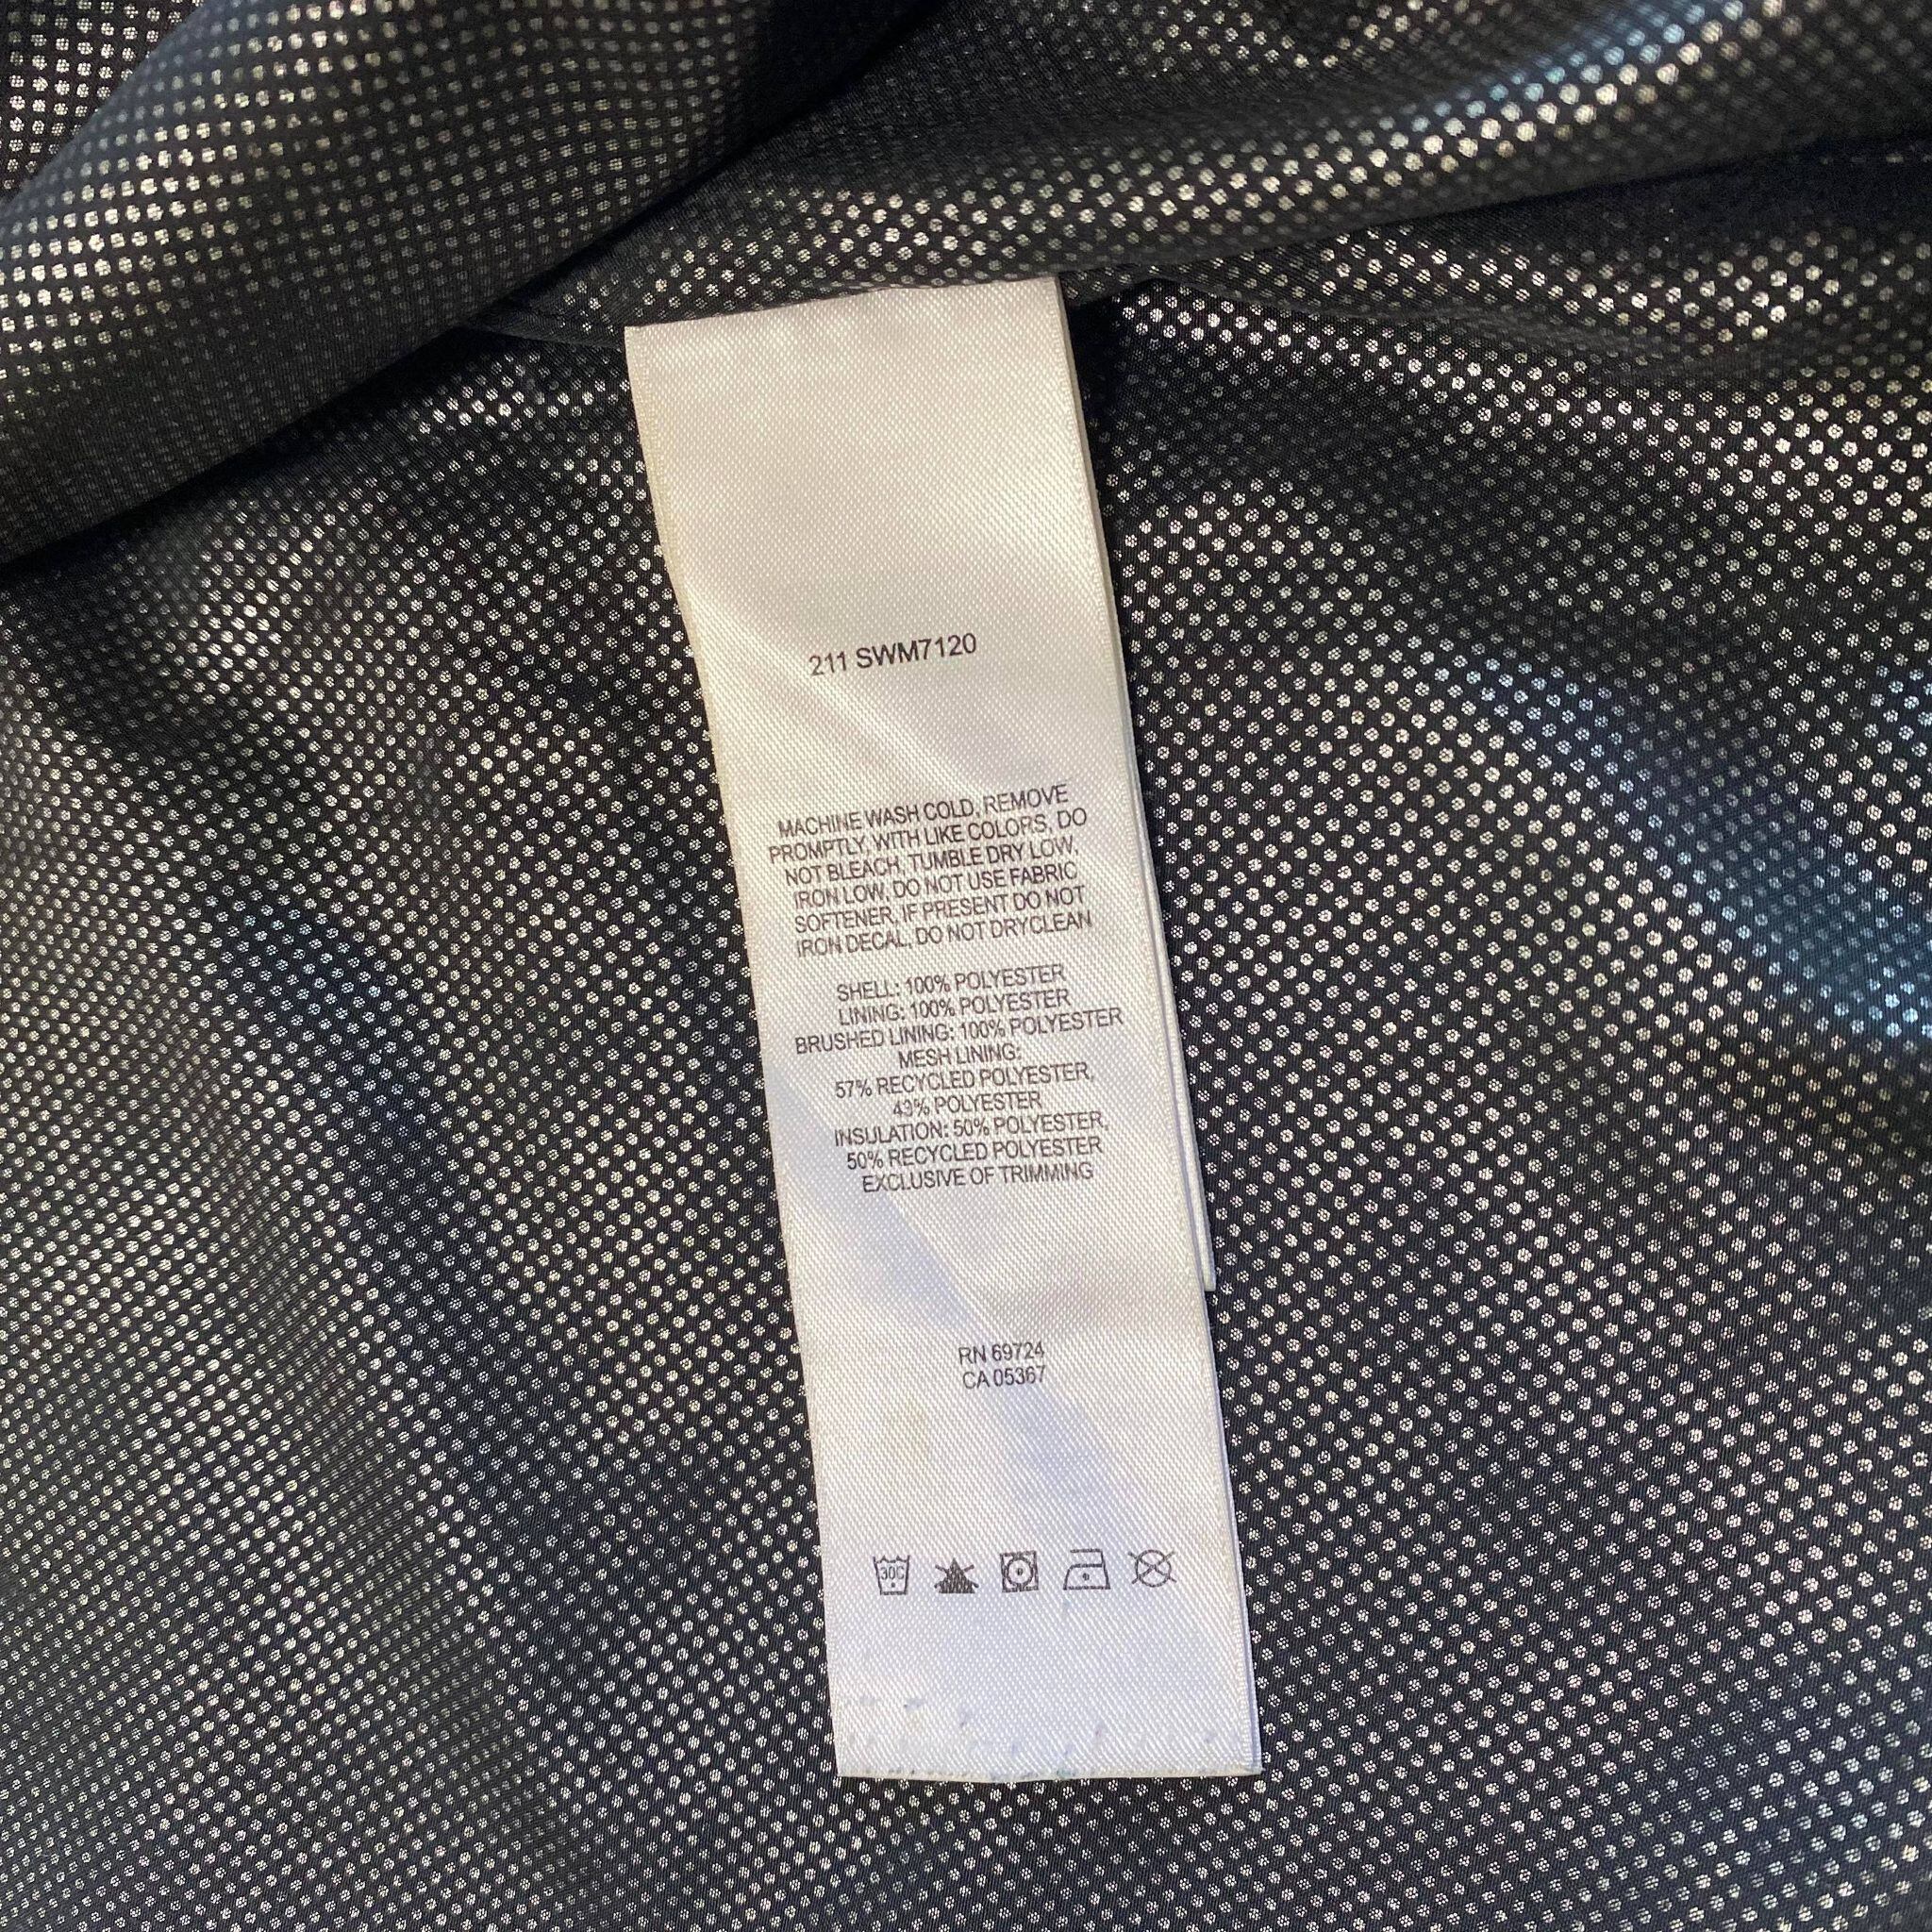 211 SWM7120
MACHINE WASH COLD, REMOVE
PROMPTLY, WITH LIKE COLORS, DO
NOT BLEACH, TUMBLE DRY LOW,
IRON LOW, DO NOT USE FABRIC
SOFTENER, IF PRESENT DO NOT
IRON DECAL, DO NOT DRYCLEAN
SHELL: 100% POLYESTER
LINING: 100% POLYESTER
BRUSHED LINING: 100% POLYESTER
MESH LINING:
57% RECYCLED POLYESTER,
43% POLYESTER
INSULATION: 50% POLYESTER,
50% RECYCLED POLYESTER
EXCLUSIVE OF TRIMMING
RN 69724
CA 05367
30C